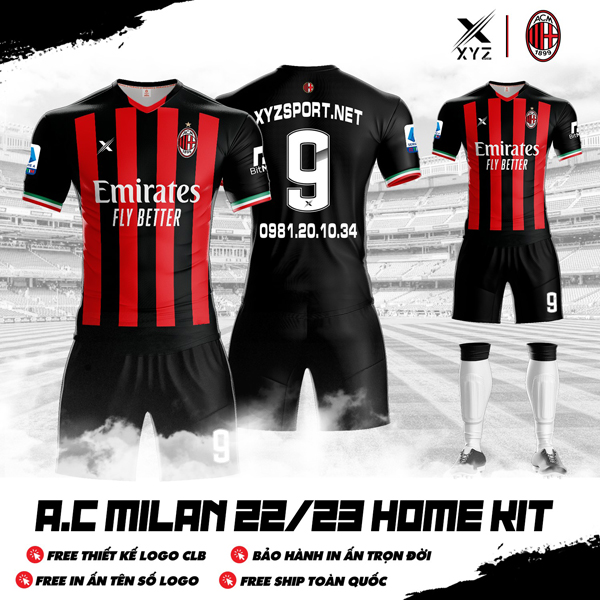 XYZ
ACM
1899
Emirates
FLY BETTER
XYZSPORT.NET
9
0981.20.10.34
Emirates
FLY BETTER
9
9
A.C MILAN 22/23 HOME KIT
FREE THIẾT KẾ LOGO CLB
BẢO HÀNH IN ẤN TRỌN ĐỜI
FREE IN ẤN TÊN SỐ LOGO
FREE SHIP TOÀN QUỐC